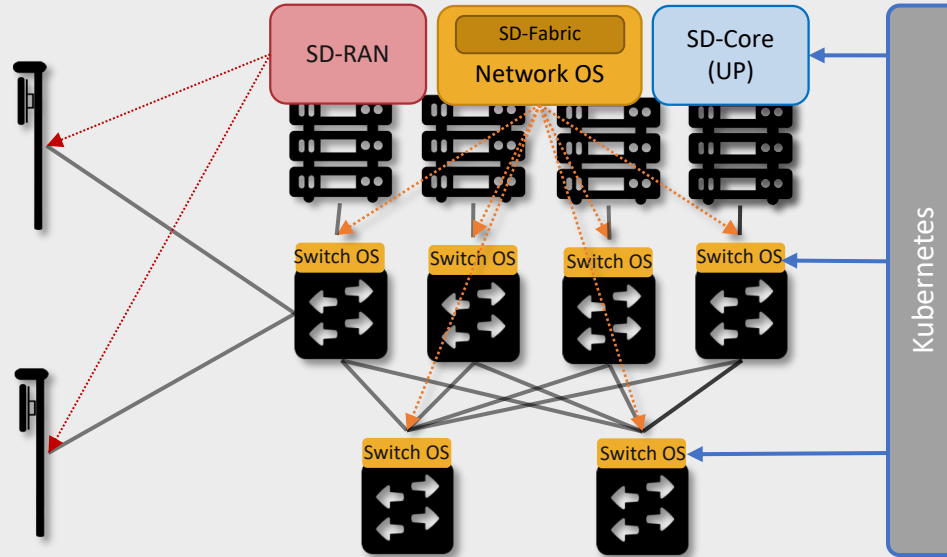 SD-RAN
SD-Fabric
Network OS
SD-Core
(UP)
Switch OS
Switch OS
Switch OS
Switch OS
Switch OS
Switch OS
Kubernetes